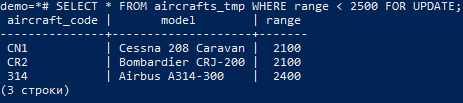 demo=*# SELECT * FROM aircrafts_tmp WHERE range < 2500 FOR UPDATE;
aircraft_code | model | range
--------------+--------------------+-------
CN1 | Cessna 208 Caravan | 2100
CR2 | Bombardier CRJ-200 | 2100
314 | Airbus A314-300 | 2400
(3 строки)